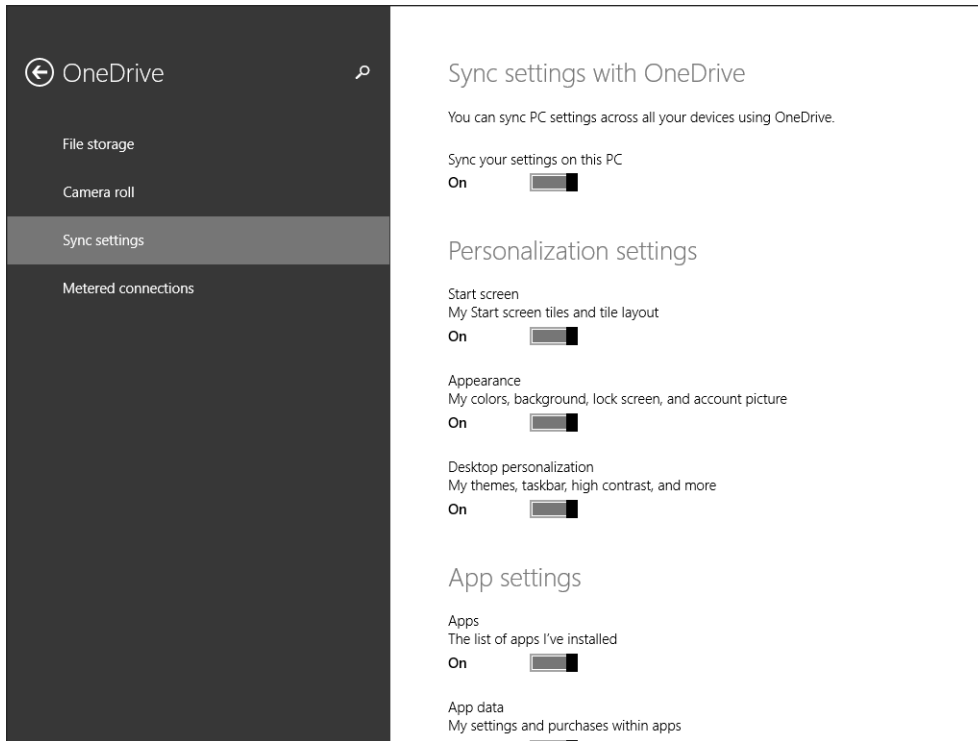 OneDrive
File storage
Camera roll
Sync settings
Metered connections
Sync settings with OneDrive
You can sync PC settings across all your devices using OneDrive.
Sync your settings on this PC
On
Personalization settings
Start screen
My Start screen tiles and tile layout
On
Appearance
My colors, background, lock screen, and account picture
On
Desktop personalization
My themes, taskbar, high contrast, and more
On
App settings
Apps
The list of apps I've installed
On
App data
My settings and purchases within apps